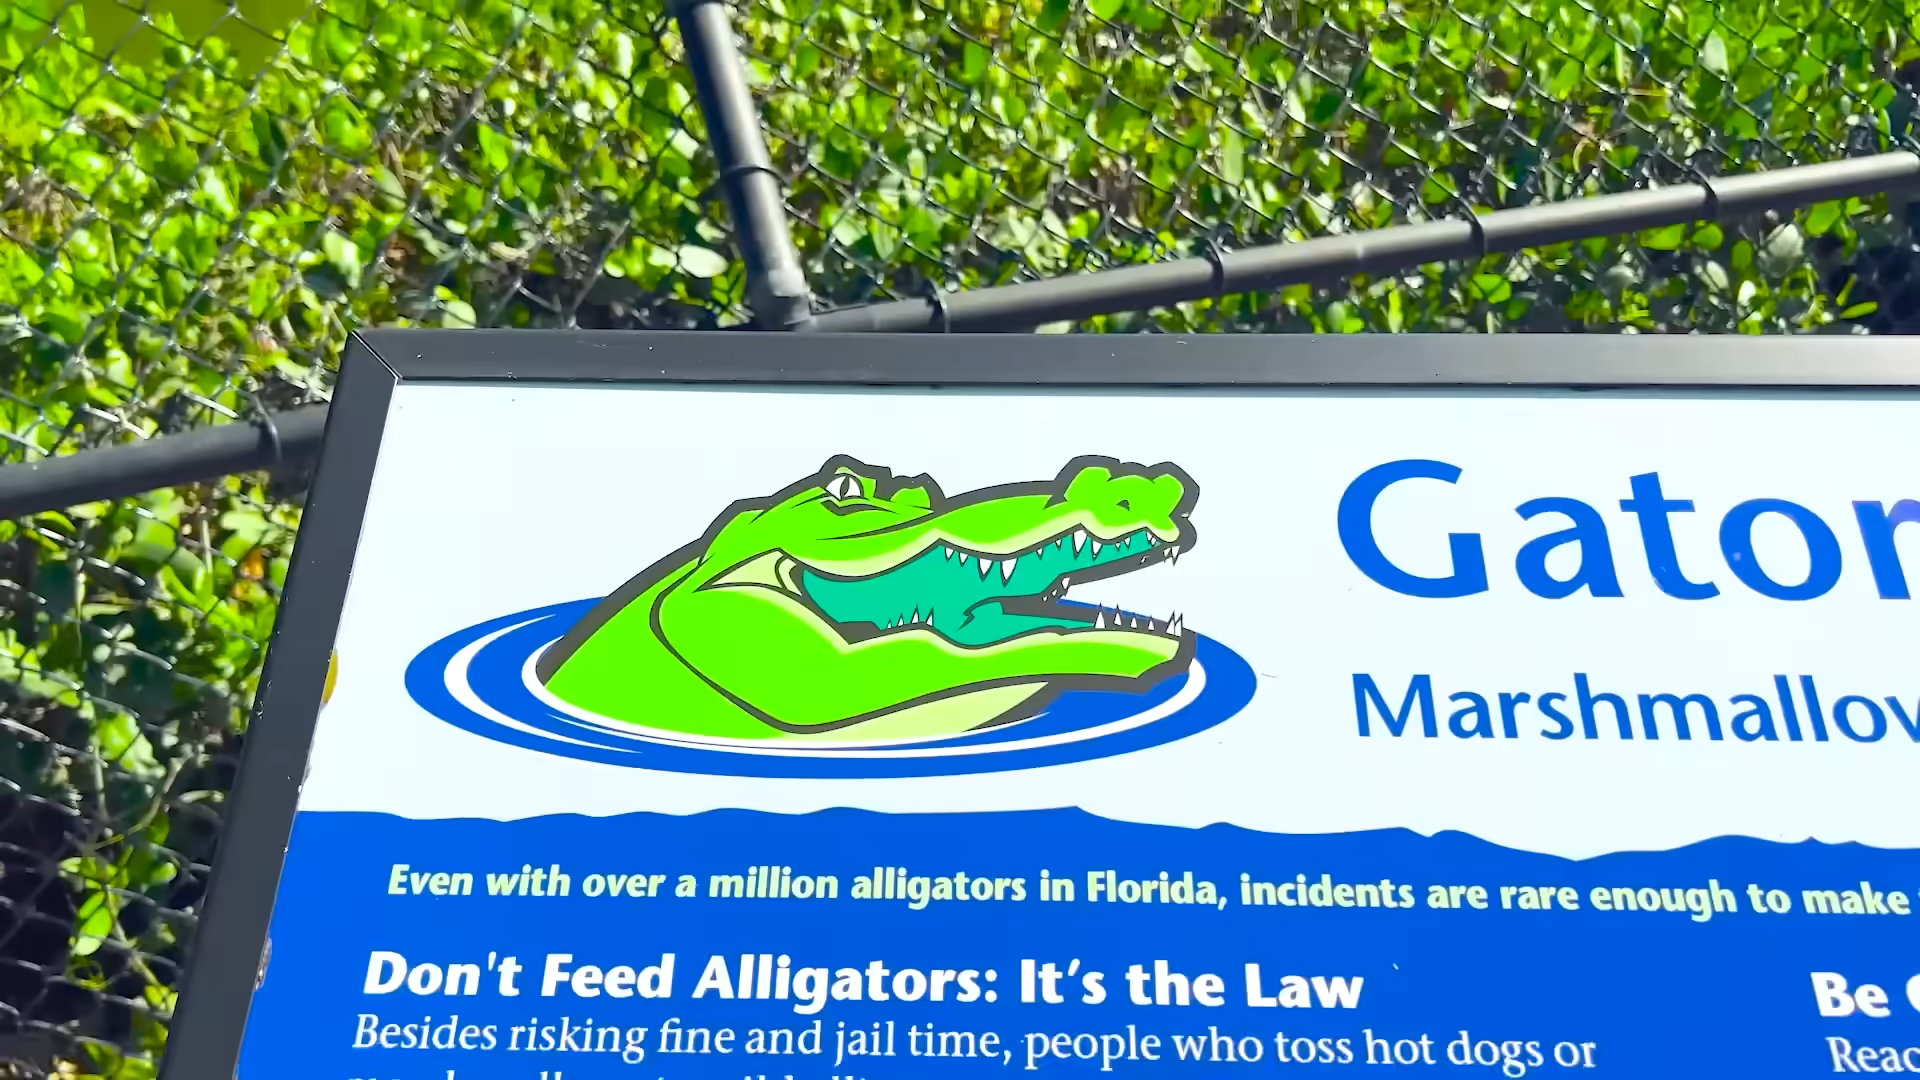 Gator
Marshmallow
Even with over a million alligators in Florida, incidents are rare enough to make
Don't Feed Alligators: It's the Law
Be
Besides risking fine and jail time, people who toss hot dogs or